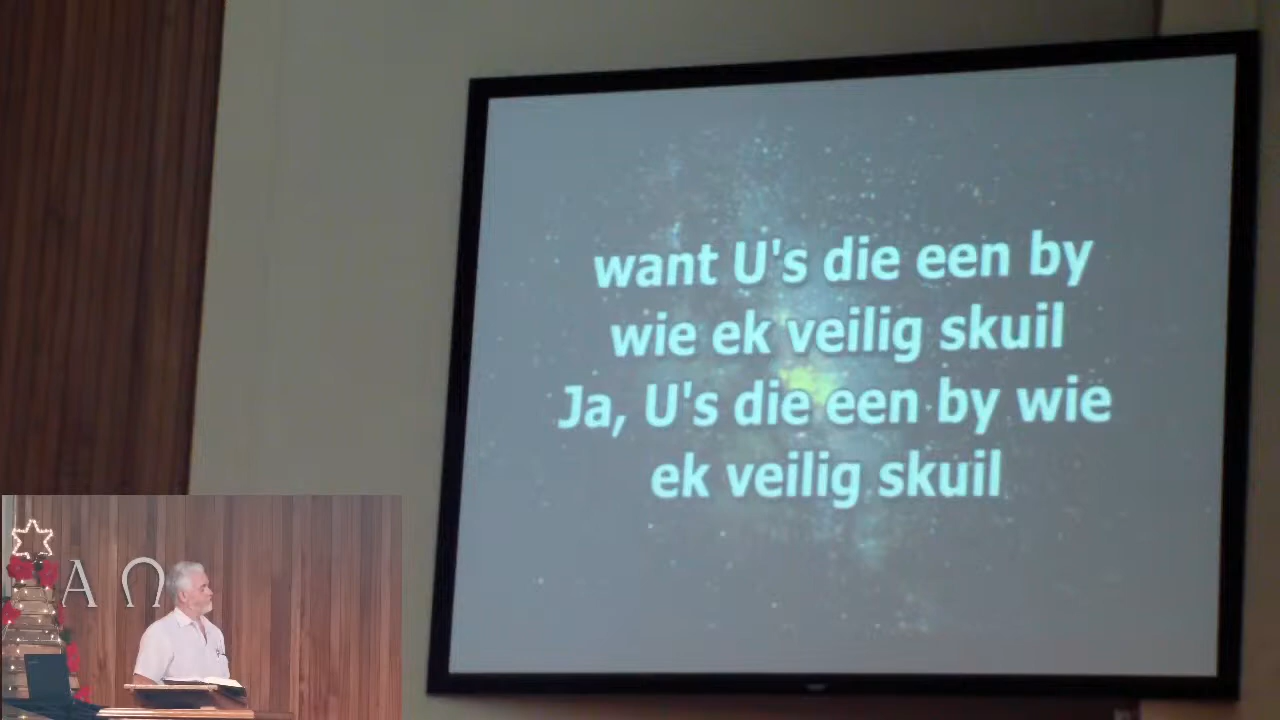 want U's die een by
wie ek veilig skuil
Ja, U's die een by wie
ek veilig skuil
Α Ω